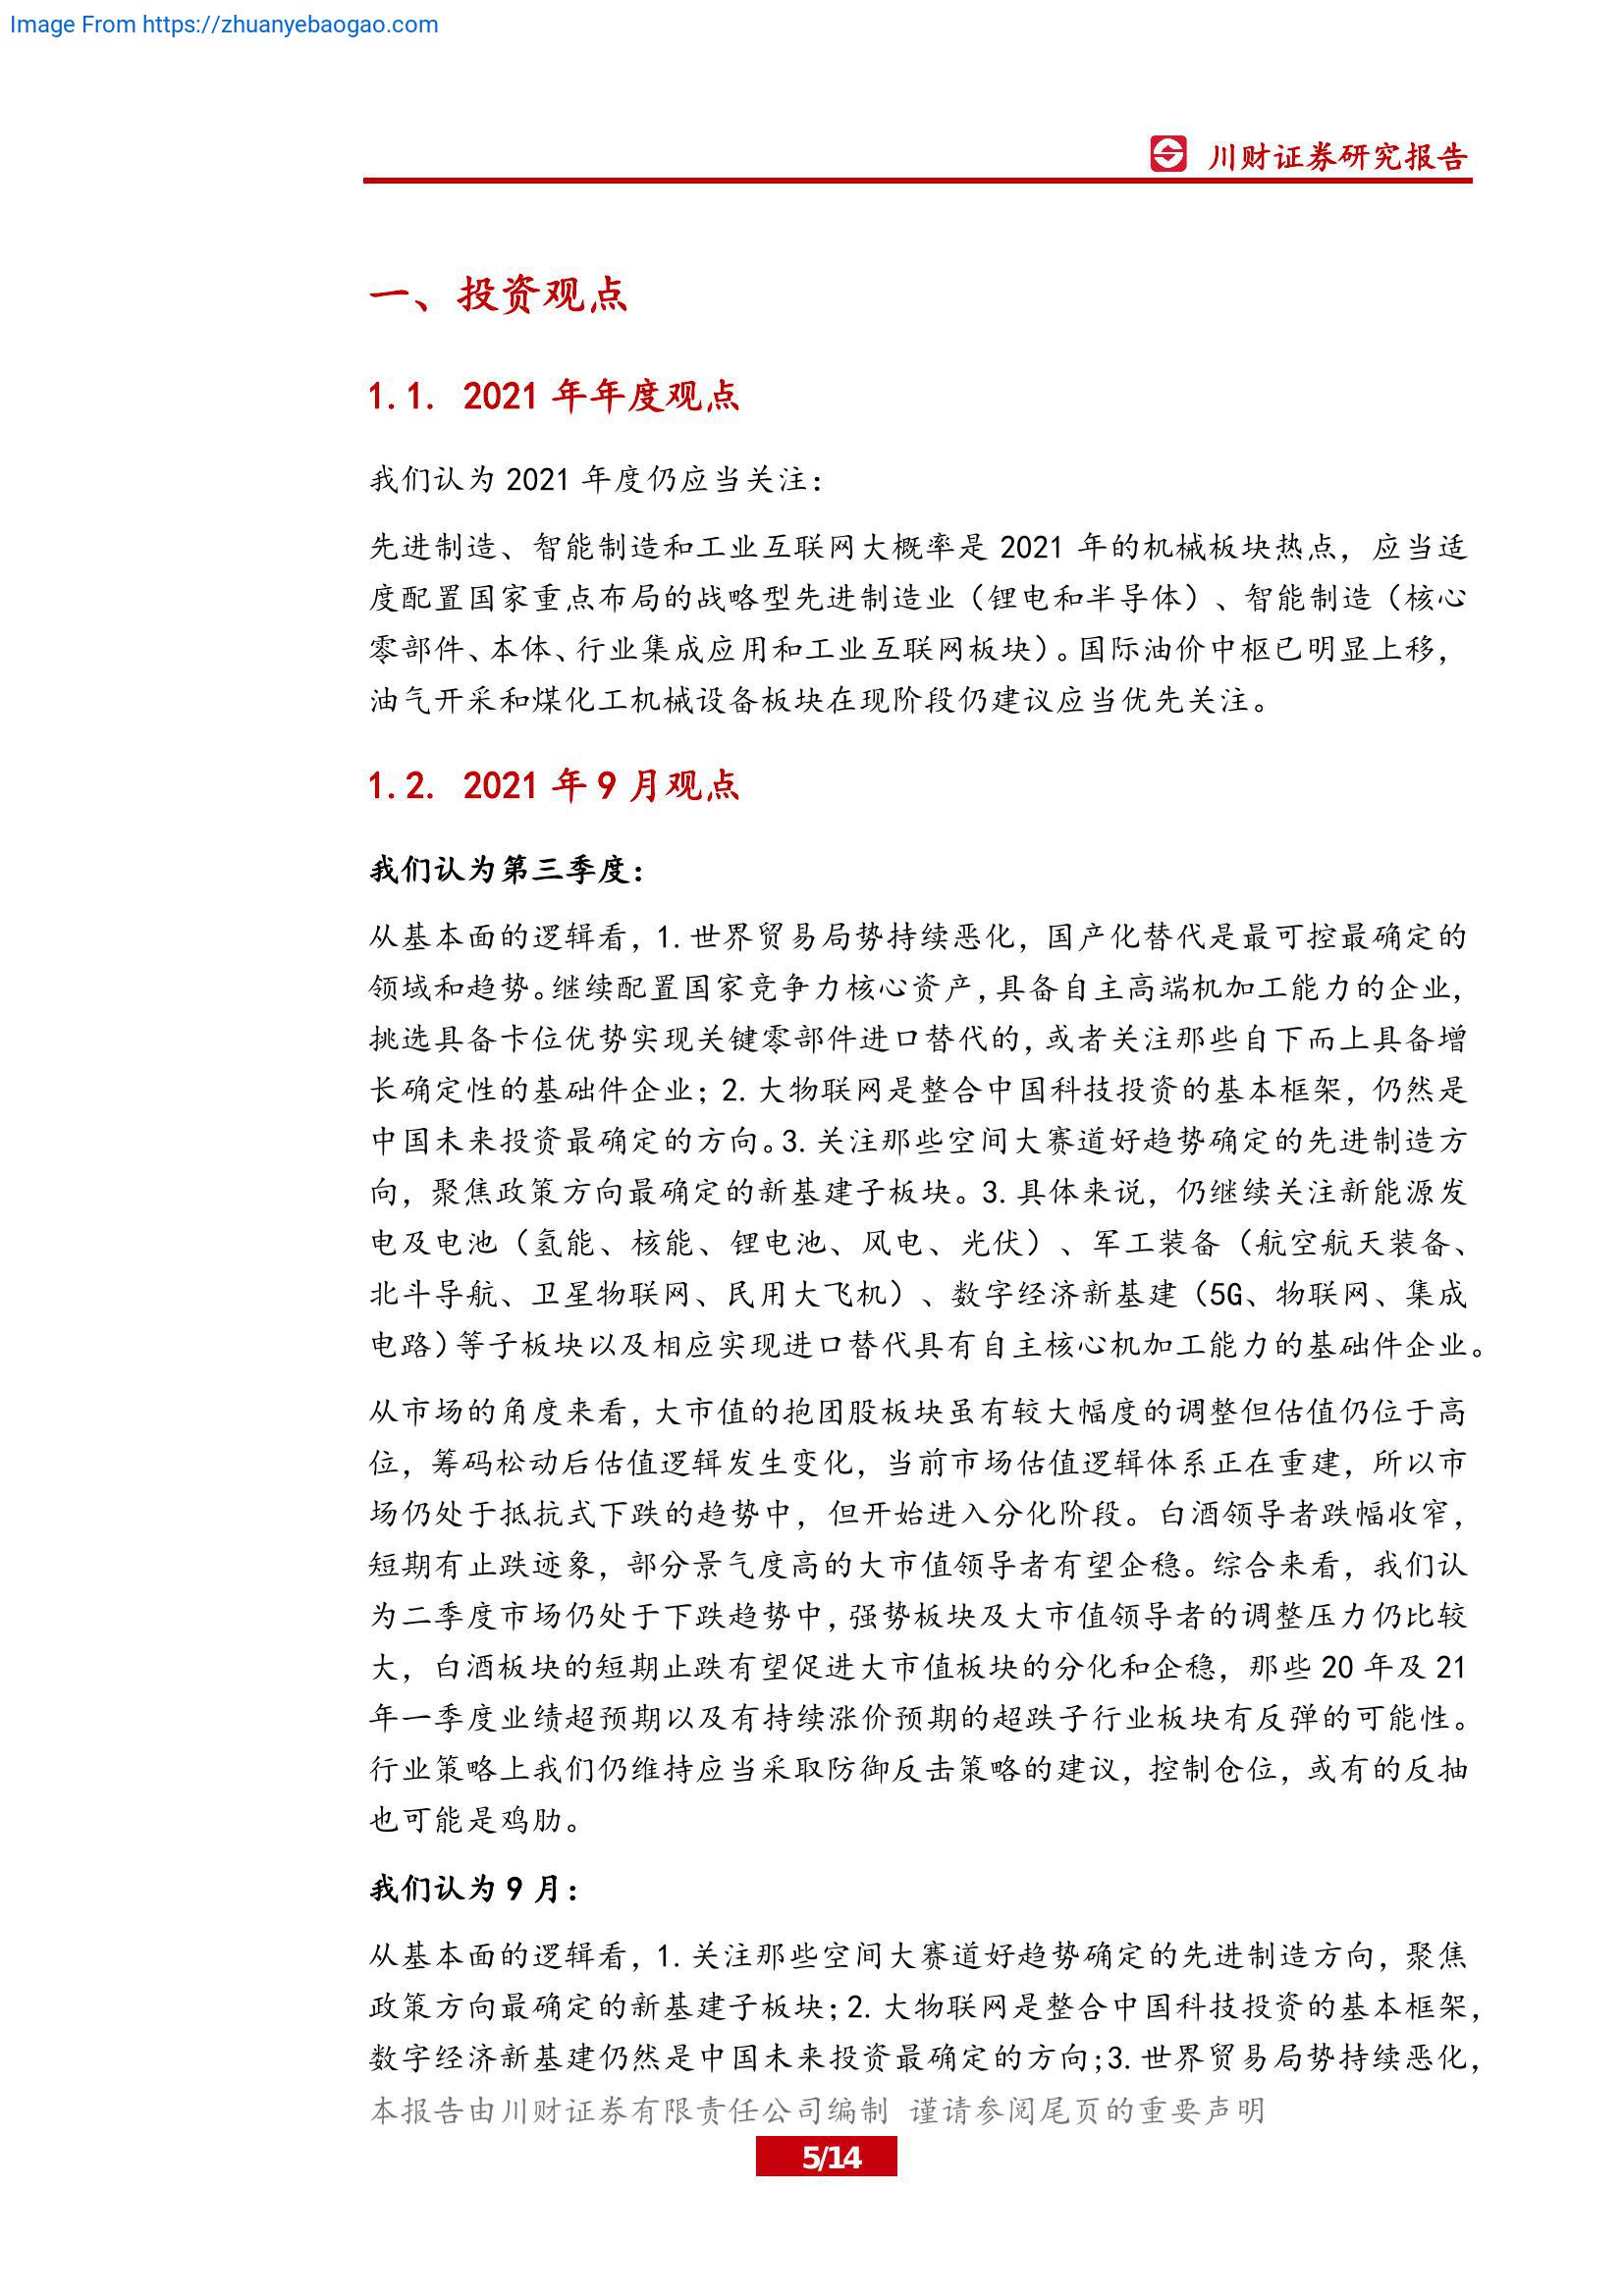 Image From https://zhuanyebaogao.com
川财证券研究报告
一、投资观点
1.1. 2021 年年度观点
我们认为 2021 年度仍应当关注：
先进制造、智能制造和工业互联网大概率是 2021 年的机械板块热点，应当适
度配置国家重点布局的战略型先进制造业（锂电和半导体）、智能制造（核心
零部件、本体、行业集成应用和工业互联网板块）。国际油价中枢已明显上移，
油气开采和煤化工机械设备板块在现阶段仍建议应当优先关注。
1.2. 2021 年 9 月观点
我们认为第三季度：
从基本面的逻辑看，1.世界贸易局势持续恶化，国产化替代是最可控最确定的
领域和趋势。继续配置国家竞争力核心资产，具备自主高端机加工能力的企业，
挑选具备卡位优势实现关键零部件进口替代的，或者关注那些自下而上具备增
长确定性的基础件企业；2.大物联网是整合中国科技投资的基本框架，仍然是
中国未来投资最确定的方向。3.关注那些空间大赛道好趋势确定的先进制造方
向，聚焦政策方向最确定的新基建子板块。3.具体来说，仍继续关注新能源发
电及电池（氢能、核能、锂电池、风电、光伏）、军工装备（航空航天装备、
北斗导航、卫星物联网、民用大飞机）、数字经济新基建（5G、物联网、集成
电路）等子板块以及相应实现进口替代具有自主核心机加工能力的基础件企业。
从市场的角度来看，大市值的抱团股板块虽有较大幅度的调整但估值仍位于高
位，筹码松动后估值逻辑发生变化，当前市场估值逻辑体系正在重建，所以市
场仍处于抵抗式下跌的趋势中，但开始进入分化阶段。白酒领导者跌幅收窄，
短期有止跌迹象，部分景气度高的大市值领导者有望企稳。综合来看，我们认
为二季度市场仍处于下跌趋势中，强势板块及大市值领导者的调整压力仍比较
大，白酒板块的短期止跌有望促进大市值板块的分化和企稳，那些 20 年及 21
年一季度业绩超预期以及有持续涨价预期的超跌子行业板块有反弹的可能性。
行业策略上我们仍维持应当采取防御反击策略的建议，控制仓位，或有的反抽
也可能是鸡肋。
我们认为 9 月：
从基本面的逻辑看，1.关注那些空间大赛道好趋势确定的先进制造方向，聚焦
政策方向最确定的新基建子板块；2.大物联网是整合中国科技投资的基本框架，
数字经济新基建仍然是中国未来投资最确定的方向;3.世界贸易局势持续恶化，
本报告由川财证券有限责任公司编制 谨请参阅尾页的重要声明
5/14